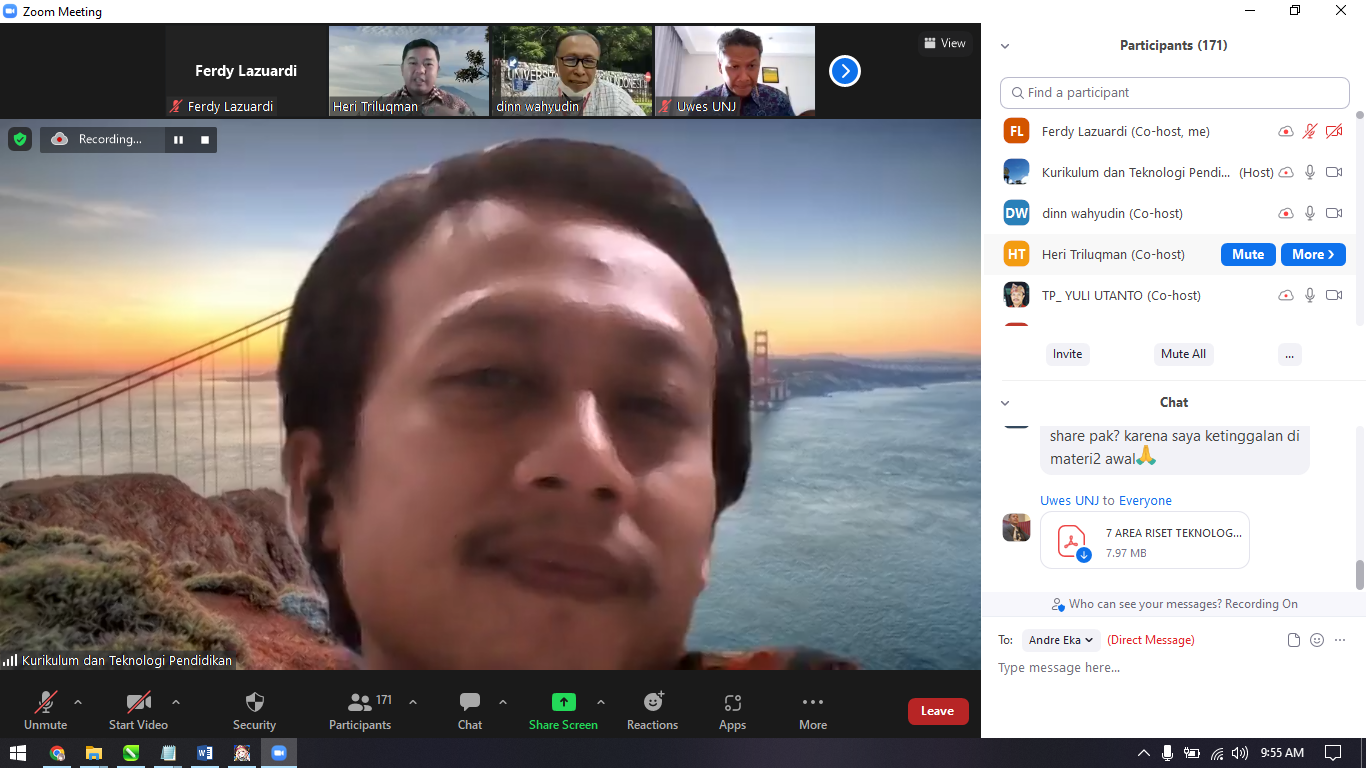 Zoom Meeting
Ferdy Lazuardi
Ferdy Lazuardi
Heri Triluqman
dinn wahyudin
Uwes UNJ
View
Recording...
Kurikulum dan Teknologi Pendidikan
Unmute
Start Video
Security
171
Participants
Chat
Share Screen
Reactions
Apps
More
Leave
Participants (171)
Find a participant
FL Ferdy Lazuardi (Co-host, me)
Kurikulum dan Teknologi Pendi... (Host)
DW dinn wahyudin (Co-host)
HT Heri Triluqman (Co-host) Mute More
TP_ YULI UTANTO (Co-host)
Invite Mute All ...
Chat
share pak? karena saya ketinggalan di
materi2 awal🙏
Uwes UNJ to Everyone
7 AREA RISET TEKNOLOG...
7.97 MB
Who can see your messages? Recording On
To: Andre Eka (Direct Message)
Type message here...
9:55 AM